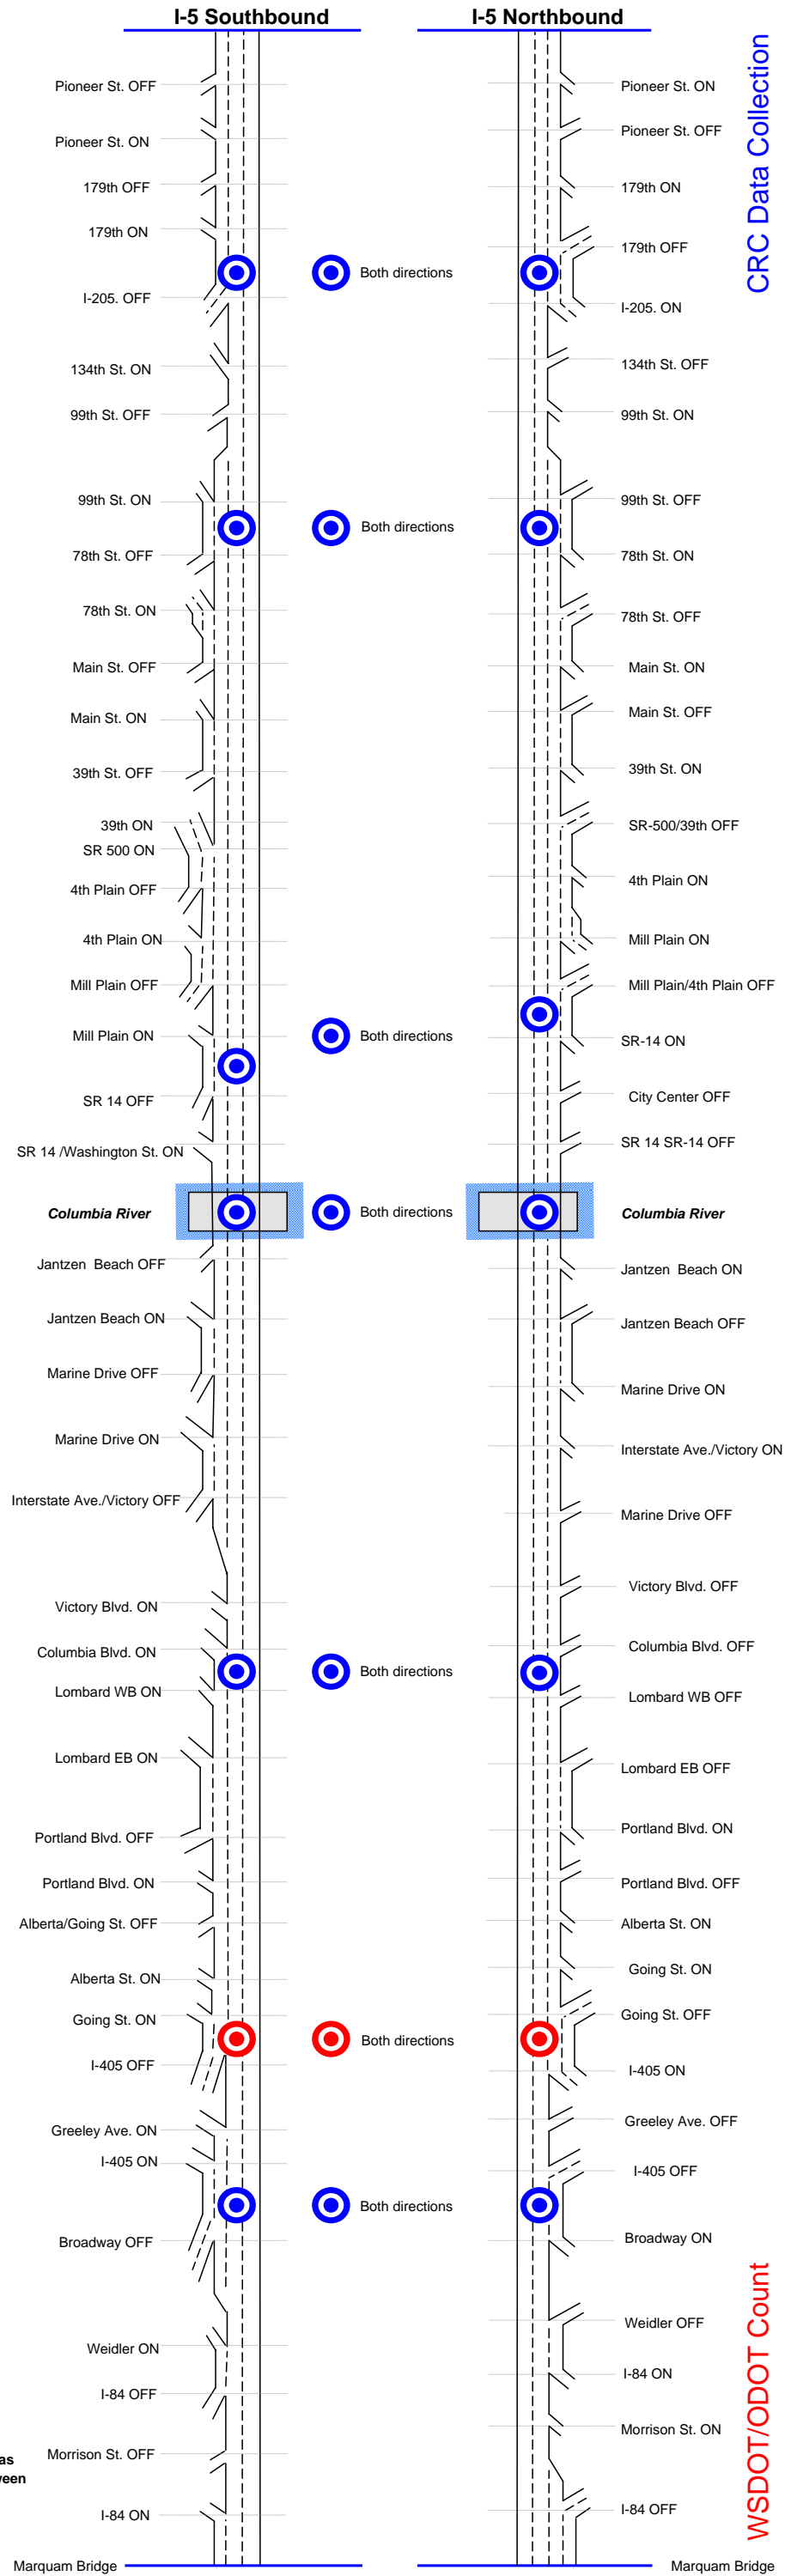 I-5 Southbound
I-5 Northbound
CRC Data Collection
Pioneer St. OFF
Pioneer St. ON
Pioneer St. ON
Pioneer St. OFF
179th OFF
179th ON
179th ON
179th OFF
Both directions
I-205. OFF
I-205. ON
134th St. ON
134th St. OFF
99th St. OFF
99th St. ON
99th St. ON
99th St. OFF
Both directions
78th St. OFF
78th St. ON
78th St. ON
78th St. OFF
Main St. OFF
Main St. ON
Main St. ON
Main St. OFF
39th St. OFF
39th St. ON
39th ON
SR-500/39th OFF
SR 500 ON
4th Plain OFF
4th Plain ON
4th Plain ON
Mill Plain ON
Mill Plain OFF
Mill Plain/4th Plain OFF
Mill Plain ON
Both directions
SR-14 ON
SR 14 OFF
City Center OFF
SR 14 /Washington St. ON
SR 14 SR-14 OFF
Columbia River
Both directions
Columbia River
Jantzen Beach OFF
Jantzen Beach ON
Jantzen Beach ON
Jantzen Beach OFF
Marine Drive OFF
Marine Drive ON
Marine Drive ON
Interstate Ave./Victory ON
Interstate Ave./Victory OFF
Marine Drive OFF
Victory Blvd. ON
Victory Blvd. OFF
Columbia Blvd. ON
Columbia Blvd. OFF
Both directions
Lombard WB ON
Lombard WB OFF
Lombard EB ON
Lombard EB OFF
Portland Blvd. OFF
Portland Blvd. ON
Portland Blvd. ON
Portland Blvd. OFF
Alberta/Going St. OFF
Alberta St. ON
Alberta St. ON
Going St. ON
Going St. ON
Going St. OFF
Both directions
I-405 OFF
I-405 ON
Greeley Ave. ON
Greeley Ave. OFF
I-405 ON
I-405 OFF
Both directions
Broadway OFF
Broadway ON
WSDOT/ODOT Count
Weidler ON
Weidler OFF
I-84 OFF
I-84 ON
Morrison St. OFF
Morrison St. ON
as
I-84 ON
I-84 OFF
Marquam Bridge
Marquam Bridge